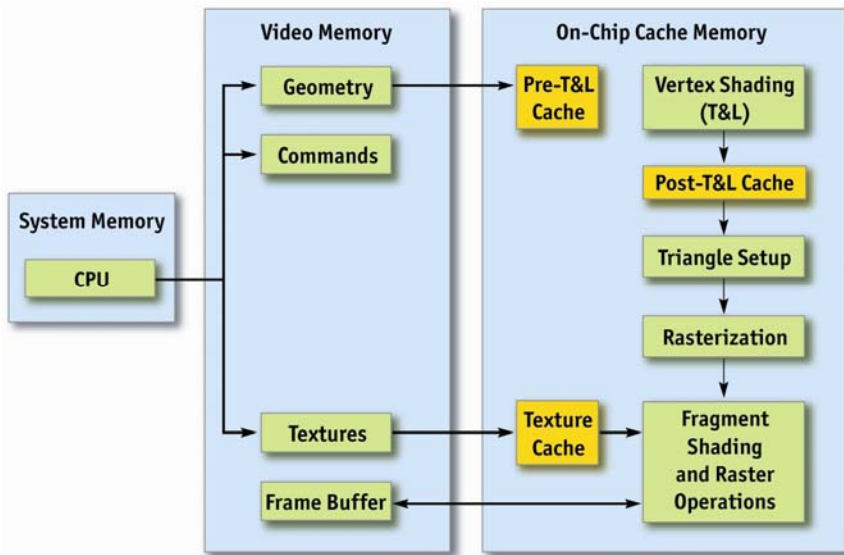 Video Memory
On-Chip Cache Memory
Geometry
Pre-T&L
Cache
Vertex Shading
(T&L)
Commands
Post-T&L Cache
System Memory
CPU
Triangle Setup
Rasterization
Textures
Texture
Cache
Fragment
Shading
and Raster
Operations
Frame Buffer